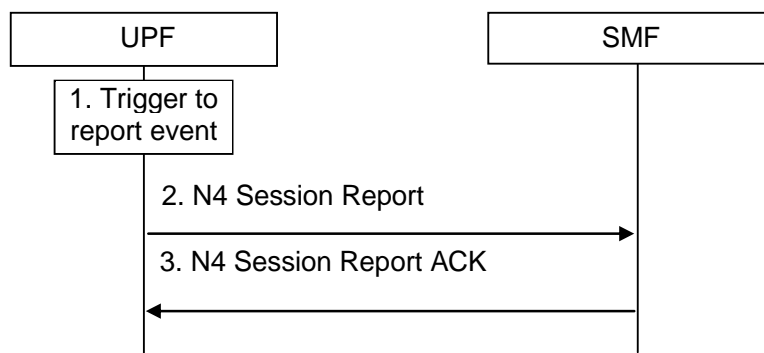 UPF
SMF
1. Trigger to
report event
2. N4 Session Report
3. N4 Session Report ACK